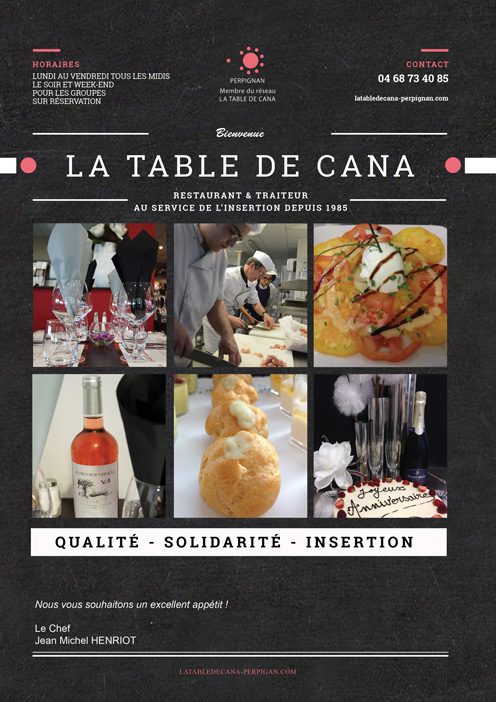 HORAIRES
LUNDI AU VENDREDI TOUS LES MIDIS
LE SOIR ET WEEK-END
POUR LES GROUPES
SUR RÉSERVATION
PERPIGNAN
Membre du réseau
LA TABLE DE CANA
CONTACT
04 68 73 40 85
latabledecana-perpignan.com
Bienvenue
LA TABLE DE CANA
RESTAURANT & TRAITEUR
AU SERVICE DE L'INSERTION DEPUIS 1985
Joyeux
Anniversaire
QUALITÉ - SOLIDARITÉ - INSERTION
Nous vous souhaitons un excellent appétit !
Le Chef
Jean Michel HENRIOT
LATABLEDECANA-PERPIGAN.COM